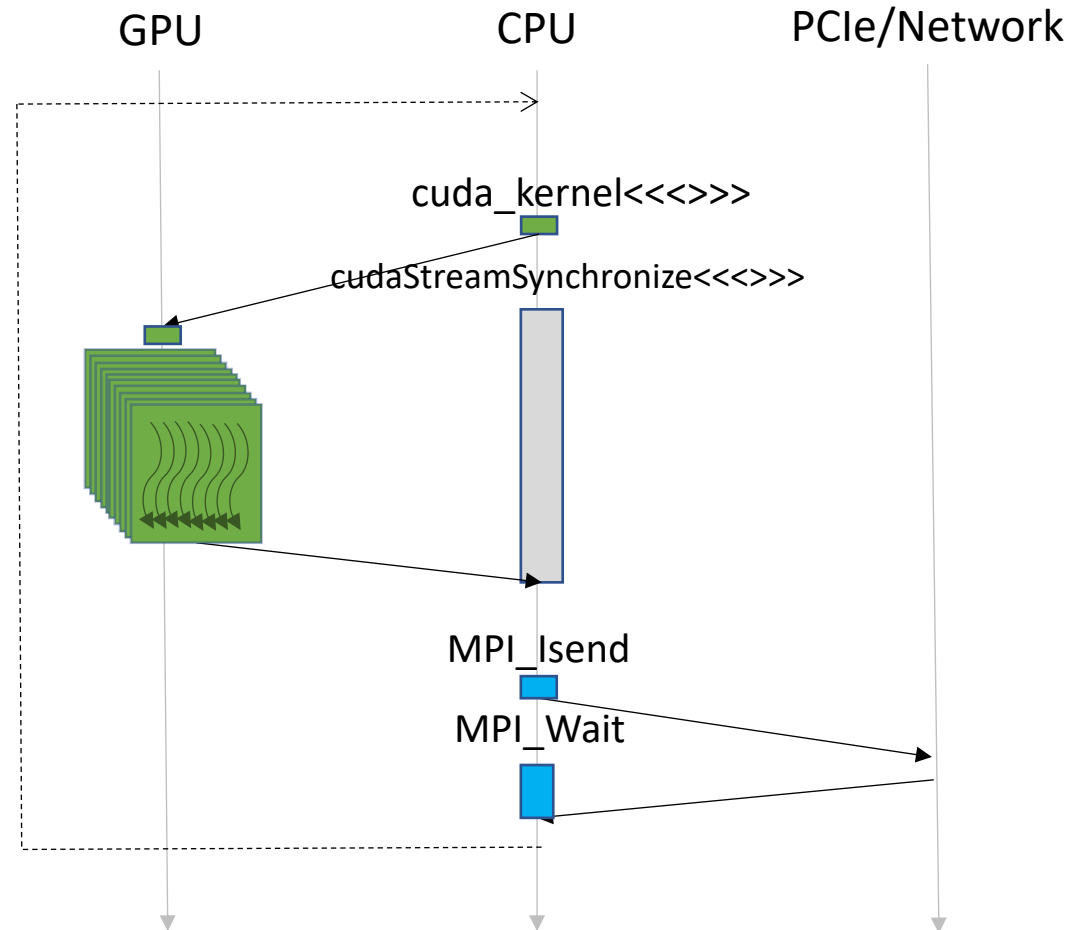 GPU
CPU
PCIe/Network
cuda_kernel<<<>>>
cudaStreamSynchronize<<<>>>
MPI_Isend
MPI_Wait